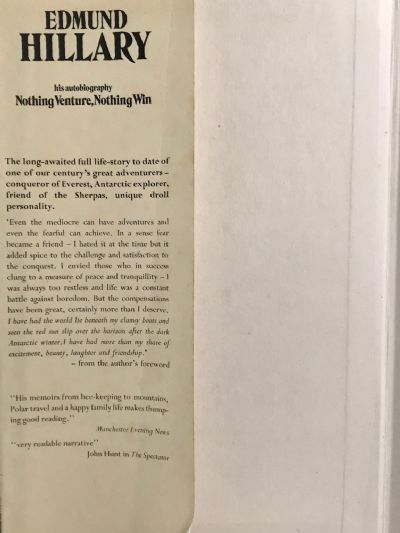 EDMUND
HILLARY
his autobiography
Nothing Venture, Nothing Win
The long-awaited full life-story to date of
one of our century's great adventurers –
conqueror of Everest, Antarctic explorer,
friend of the Sherpas, unique droll
personality.
'Even the mediocre can have adventures and
even the fearful can achieve. In a sense fear
became a friend – I hated it at the time but it
added spice to the challenge and satisfaction to
the conquest. I envied those who in success
clung to a measure of peace and tranquillity – I
was always too restless and life was a constant
battle against boredom. But the compensations
have been great, certainly more than I deserve.
I have had the world lie beneath my clumsy boots and
seen the red sun slip over the horizon after the dark
Antarctic winter. I have had more than my share of
excitement, beauty, laughter and friendship.'
– from the author's foreword
"His memoirs from bee-keeping to mountains,
Polar travel and a happy family life makes thump-
ing good reading."
Manchester Evening News
"very readable narrative"
John Hunt in The Spectator